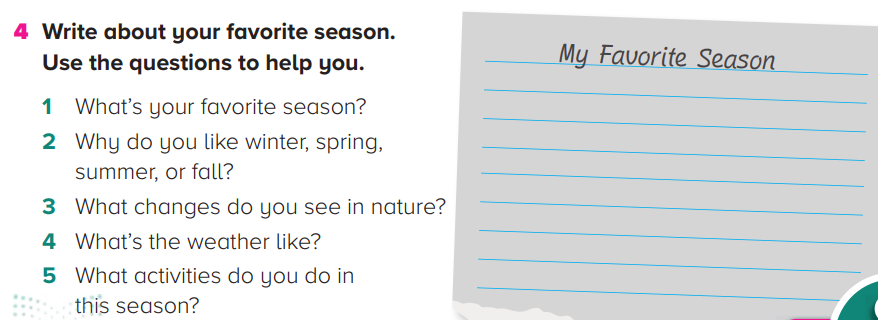 4 Write about your favorite season.
Use the questions to help you.
1 What's your favorite season?
2 Why do you like winter, spring,
summer, or fall?
3 What changes do you see in nature?
4 What's the weather like?
5 What activities do you do in
this season?
My Favorite Season